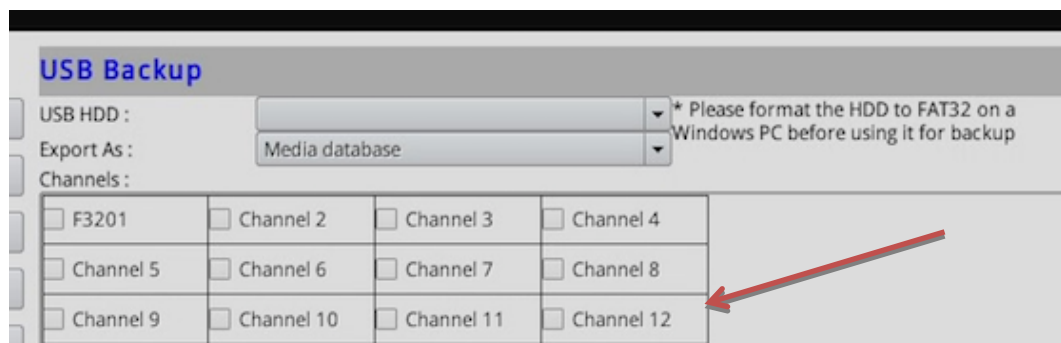 USB Backup
USB HDD :
* Please format the HDD to FAT32 on a
Windows PC before using it for backup
Export As :
Media database
Channels :
F3201
Channel 2
Channel 3
Channel 4
Channel 5
Channel 6
Channel 7
Channel 8
Channel 9
Channel 10
Channel 11
Channel 12